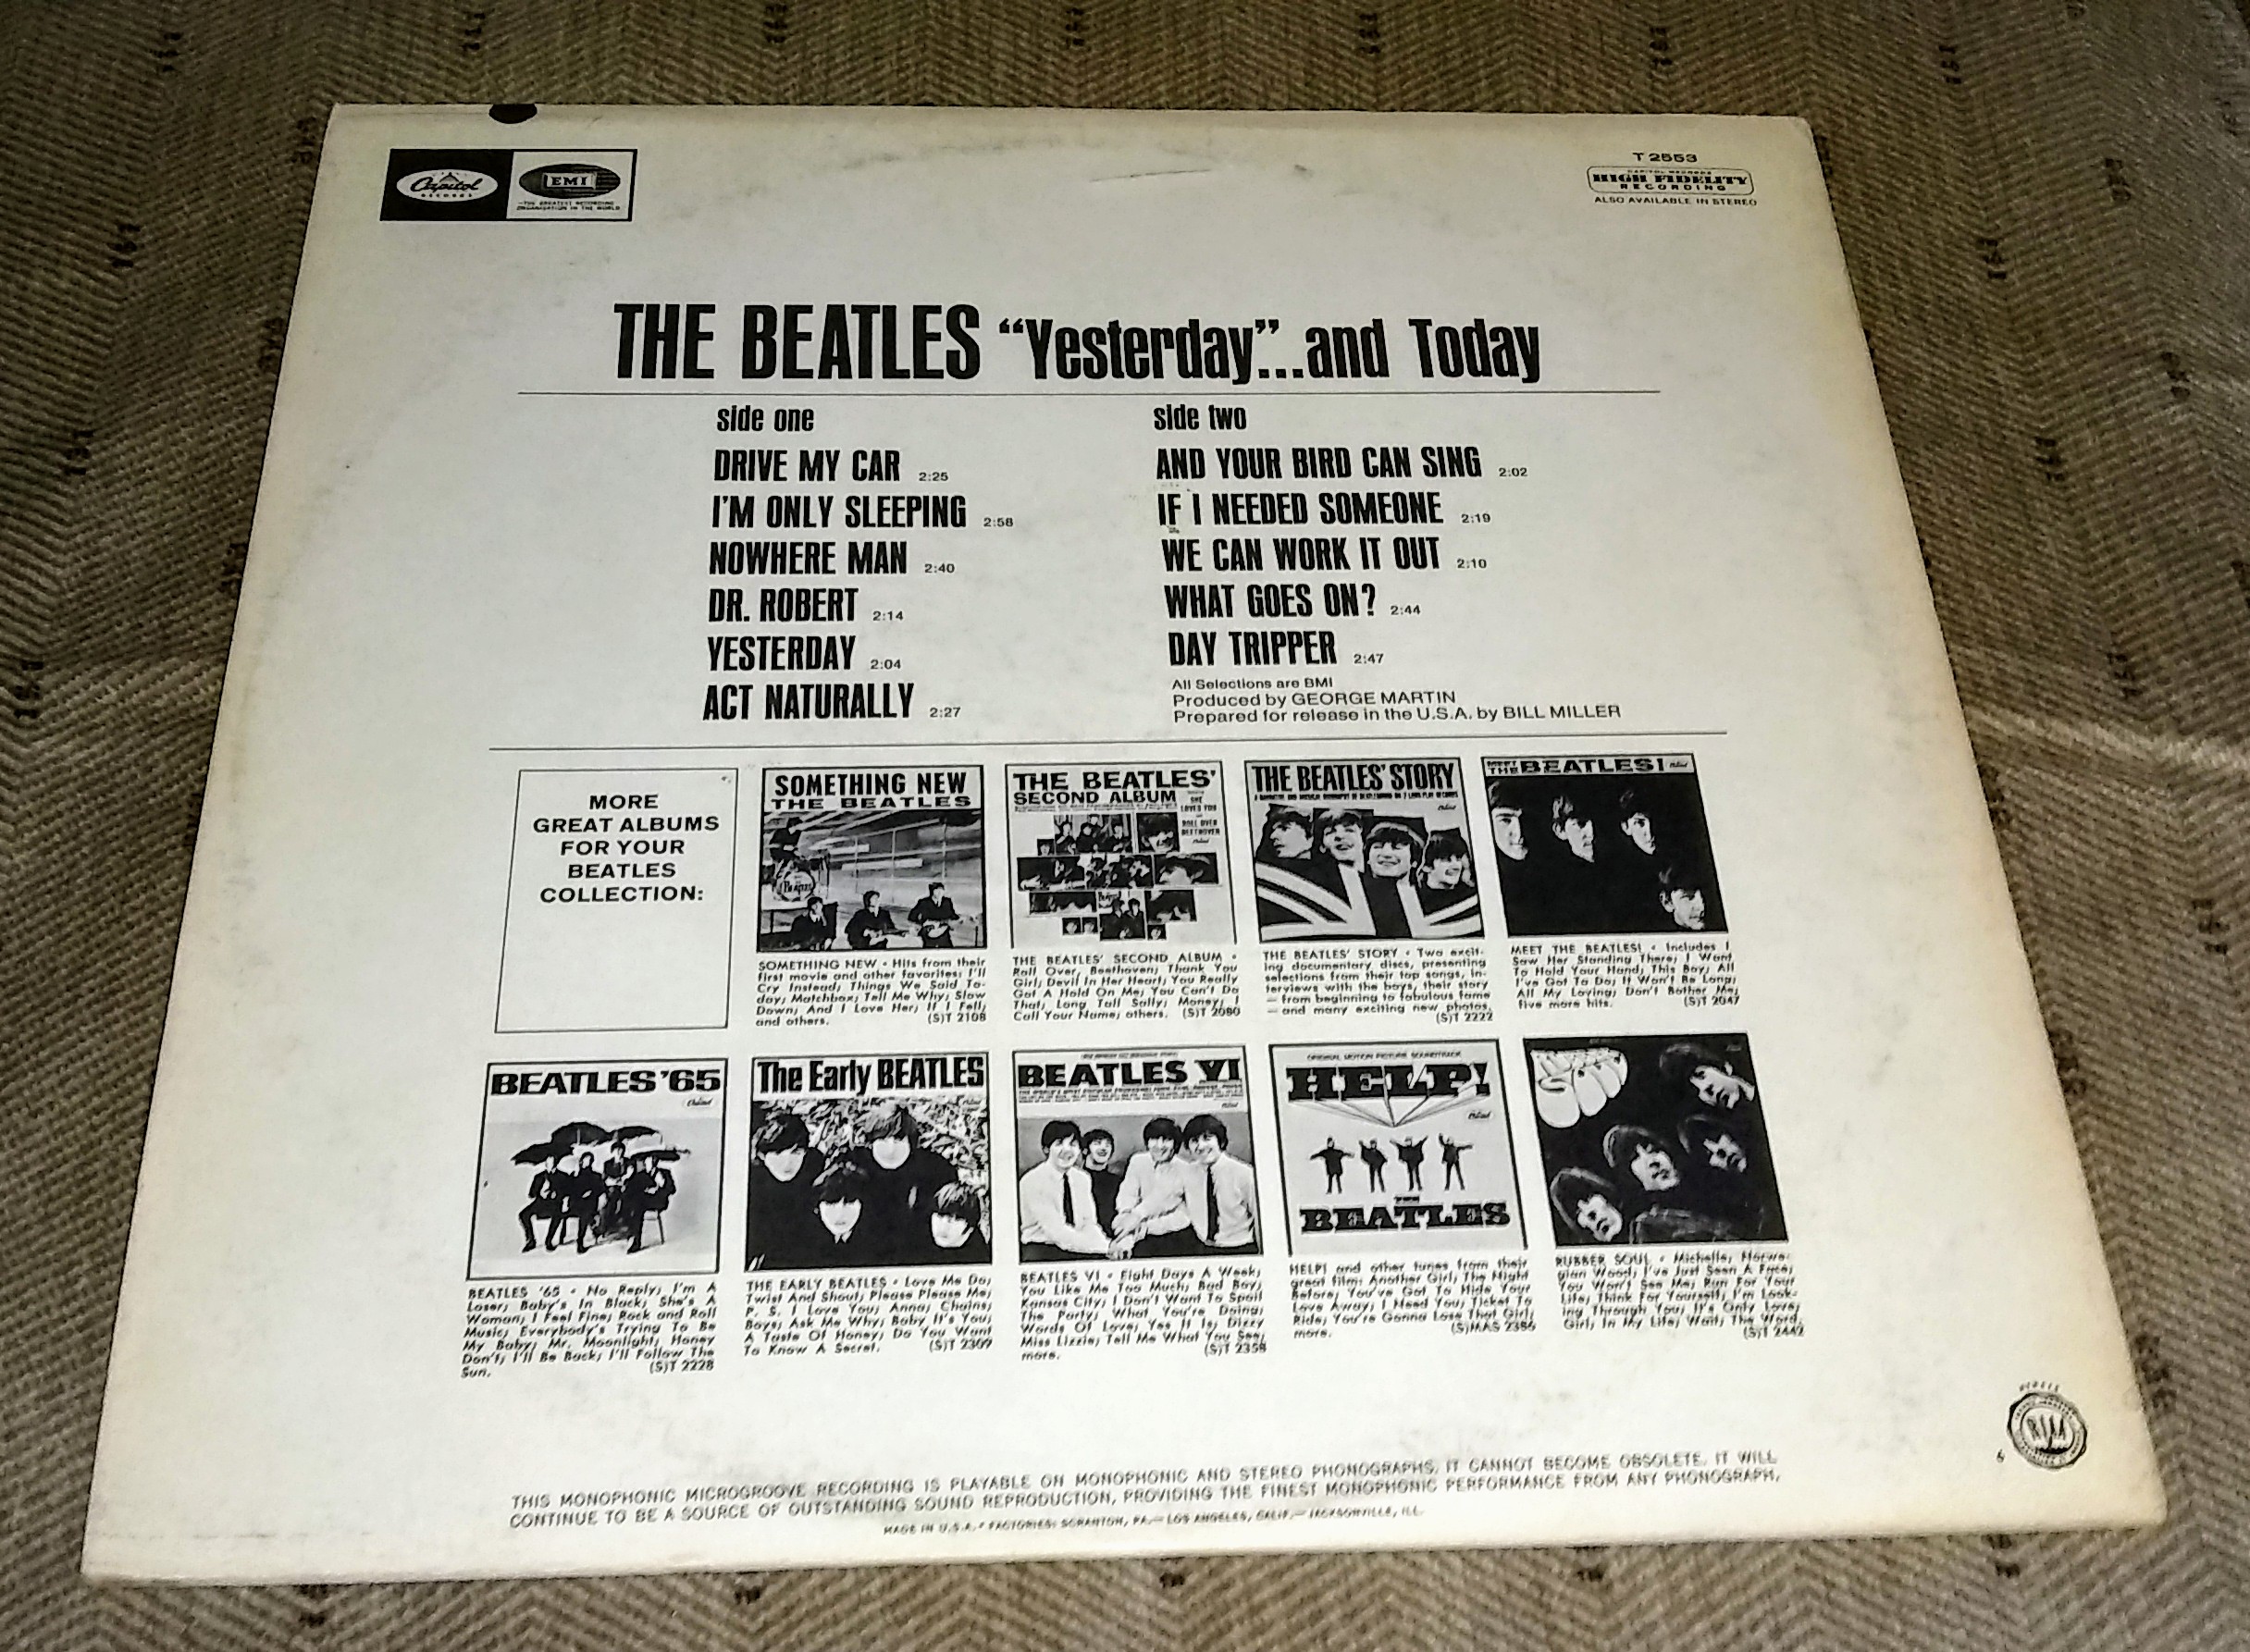 Capitol
RECORDS
EMI
—THE GREATEST RECORDING
ORGANISATION IN THE WORLD
T 2553
CAPITOL RECORDS
HIGH FIDELITY
RECORDING
ALSO AVAILABLE IN STEREO
THE BEATLES “Yesterday”...and Today
side one
DRIVE MY CAR 2:25
I'M ONLY SLEEPING 2:58
NOWHERE MAN 2:40
DR. ROBERT 2:14
YESTERDAY 2:04
ACT NATURALLY 2:27
side two
AND YOUR BIRD CAN SING 2:02
IF I NEEDED SOMEONE 2:19
WE CAN WORK IT OUT 2:10
WHAT GOES ON? 2:44
DAY TRIPPER 2:47
All Selections are BMI
Produced by GEORGE MARTIN
Prepared for release in the U.S.A. by BILL MILLER
MORE
GREAT ALBUMS
FOR YOUR
BEATLES
COLLECTION:
SOMETHING NEW
THE BEATLES
SOMETHING NEW • Hits from their
first movie and other favorites; I'll
Cry Instead; Things We Said To-
day; Matchbox; Tell Me Why; Slow
Down; And I Love Her; If I Fell;
and others. (S)T 2108
THE BEATLES'
SECOND ALBUM
SHE
LOVES YOU
ROLL OVER
BEETHOVEN
THE BEATLES' SECOND ALBUM •
Roll Over, Beethoven; Thank You
Girl; Devil In Her Heart; You Really
Got A Hold On Me; You Can't Do
That; Long Tall Sally; Money; I
Call Your Name; others. (S)T 2080
THE BEATLES' STORY
THE BEATLES' STORY • Two excit-
ing documentary discs, presenting
selections from their top songs, in-
terviews with the boys, their story
— from beginning to fabulous fame
— and many exciting new photos.
(S)T 2222
MEET
THE BEATLES!
MEET THE BEATLES! • Includes I
Saw Her Standing There; I Want
To Hold Your Hand; This Boy; All
I've Got To Do; It Won't Be Long;
All My Loving; Don't Bother Me;
five more hits. (S)T 2047
BEATLES '65
Capitol
BEATLES '65 • No Reply; I'm A
Loser; Baby's In Black; She's A
Woman; I Feel Fine; Rock and Roll
Music; Everybody's Trying To Be
My Baby; Mr. Moonlight; Honey
Don't; I'll Be Back; I'll Follow The
Sun. (S)T 2228
The Early BEATLES
THE EARLY BEATLES • Love Me Do;
Twist And Shout; Please Please Me;
P. S. I Love You; Anna; Chains;
Boys; Ask Me Why; Baby It's You;
A Taste Of Honey; Do You Want
To Know A Secret. (S)T 2309
BEATLES VI
BEATLES VI • Eight Days A Week;
You Like Me Too Much; Bad Boy;
Kansas City; I Don't Want To Spoil
The Party; What You're Doing;
Words Of Love; Yes It Is; Dizzy
Miss Lizzie; Tell Me What You See;
more. (S)T 2358
ORIGINAL MOTION PICTURE SOUNDTRACK
HELP!
THE
BEATLES
HELP! and other tunes from their
great film; Another Girl; The Night
Before; You've Got To Hide Your
Love Away; I Need You; Ticket To
Ride; You're Gonna Lose That Girl;
more. (S)MAS 2386
RUBBER
SOUL
RUBBER SOUL • Michelle; Norwe-
gian Wood; I've Just Seen A Face;
You Won't See Me; Run For Your
Life; Think For Yourself; I'm Look-
ing Through You; It's Only Love;
Girl; In My Life; Wait; The Word.
(S)T 2442
RIAA
6
THIS MONOPHONIC MICROGROOVE RECORDING IS PLAYABLE ON MONOPHONIC AND STEREO PHONOGRAPHS. IT CANNOT BECOME OBSOLETE. IT WILL
CONTINUE TO BE A SOURCE OF OUTSTANDING SOUND REPRODUCTION, PROVIDING THE FINEST MONOPHONIC PERFORMANCE FROM ANY PHONOGRAPH.
MADE IN U.S.A. • FACTORIES: SCRANTON, PA.— LOS ANGELES, CALIF.— JACKSONVILLE, ILL.